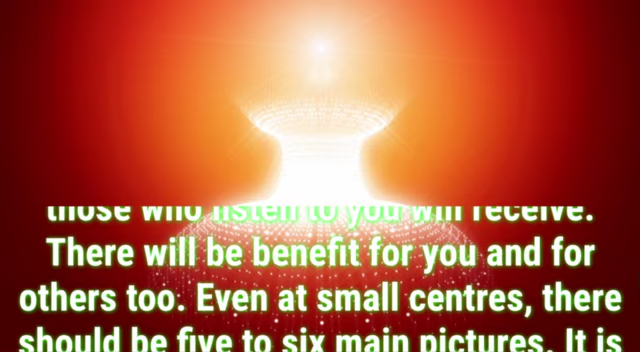 those who listen to you will receive.
There will be benefit for you and for
others too. Even at small centres, there
should be five to six main pictures. It is